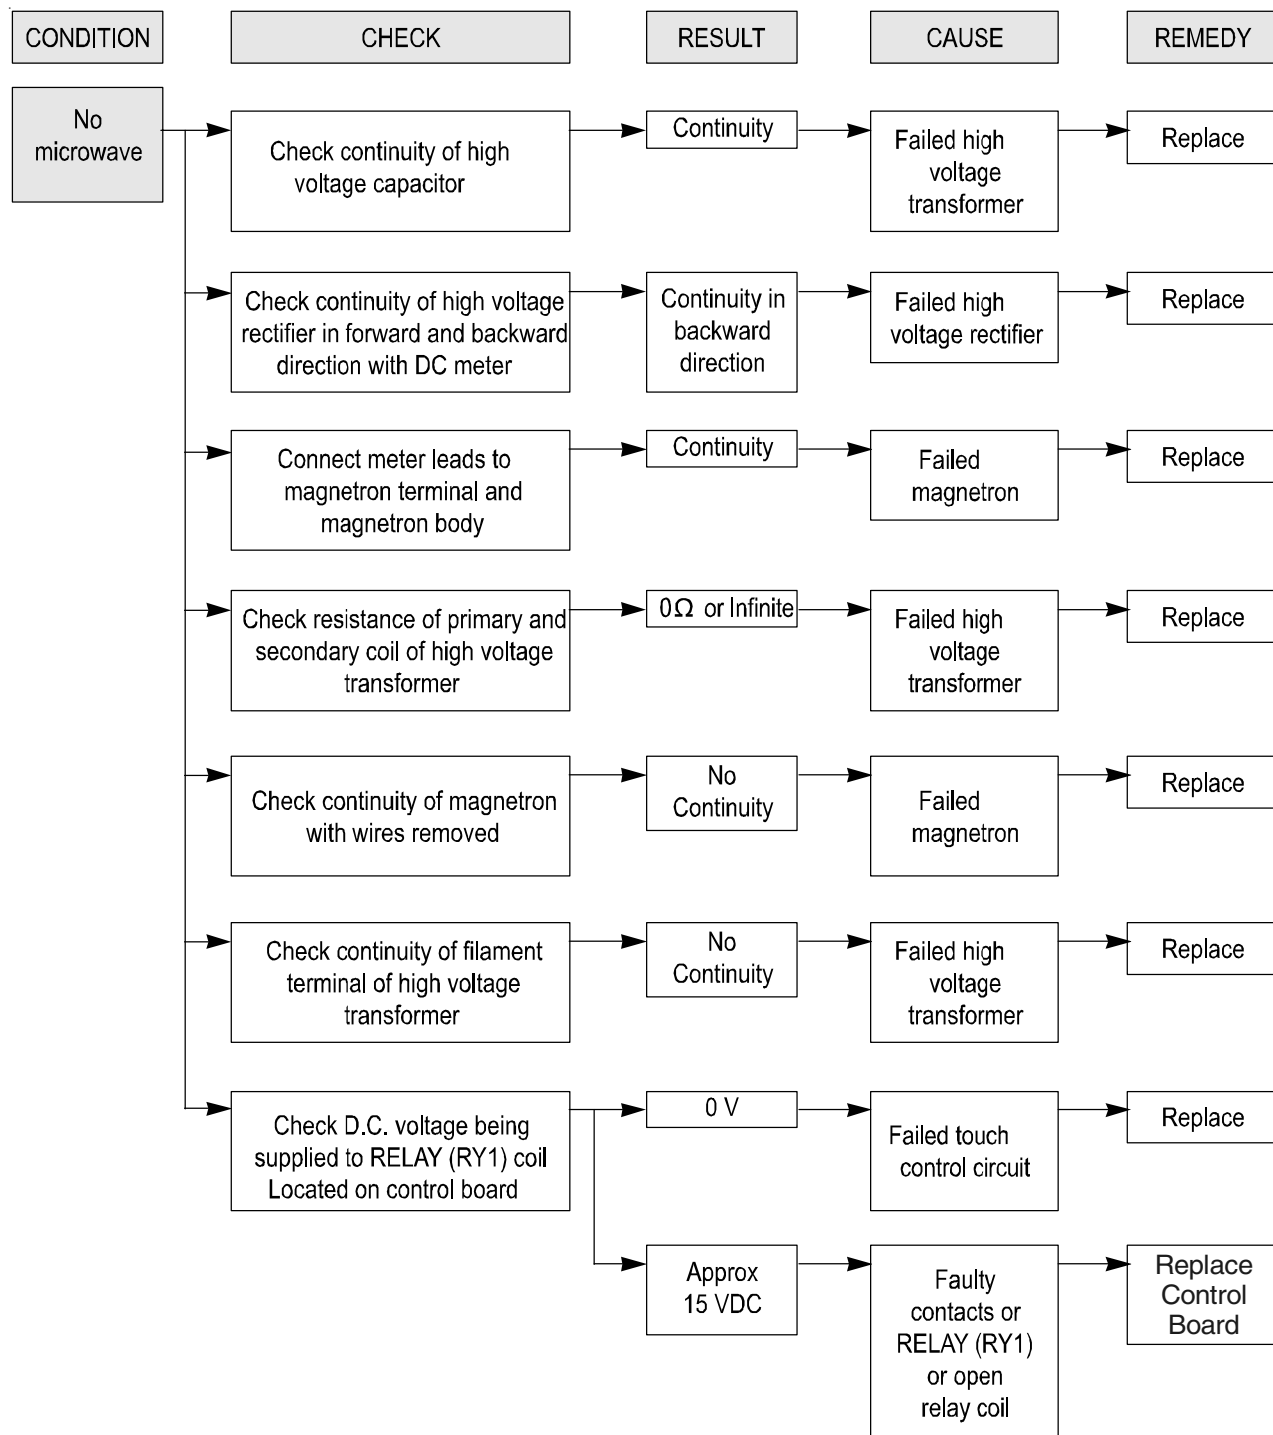 CONDITION CHECK RESULT CAUSE REMEDY
No
microwave
Check continuity of high
voltage capacitor
Continuity
Failed high
voltage
transformer
Replace
Check continuity of high voltage
rectifier in forward and backward
direction with DC meter
Continuity in
backward
direction
Failed high
voltage rectifier
Replace
Connect meter leads to
magnetron terminal and
magnetron body
Continuity
Failed
magnetron
Replace
Check resistance of primary and
secondary coil of high voltage
transformer
0Ω or Infinite
Failed high
voltage
transformer
Replace
Check continuity of magnetron
with wires removed
No
Continuity
Failed
magnetron
Replace
Check continuity of filament
terminal of high voltage
transformer
No
Continuity
Failed high
voltage
transformer
Replace
Check D.C. voltage being
supplied to RELAY (RY1) coil
Located on control board
0 V
Failed touch
control circuit
Replace
Approx
15 VDC
Faulty
contacts or
RELAY (RY1)
or open
relay coil
Replace
Control
Board